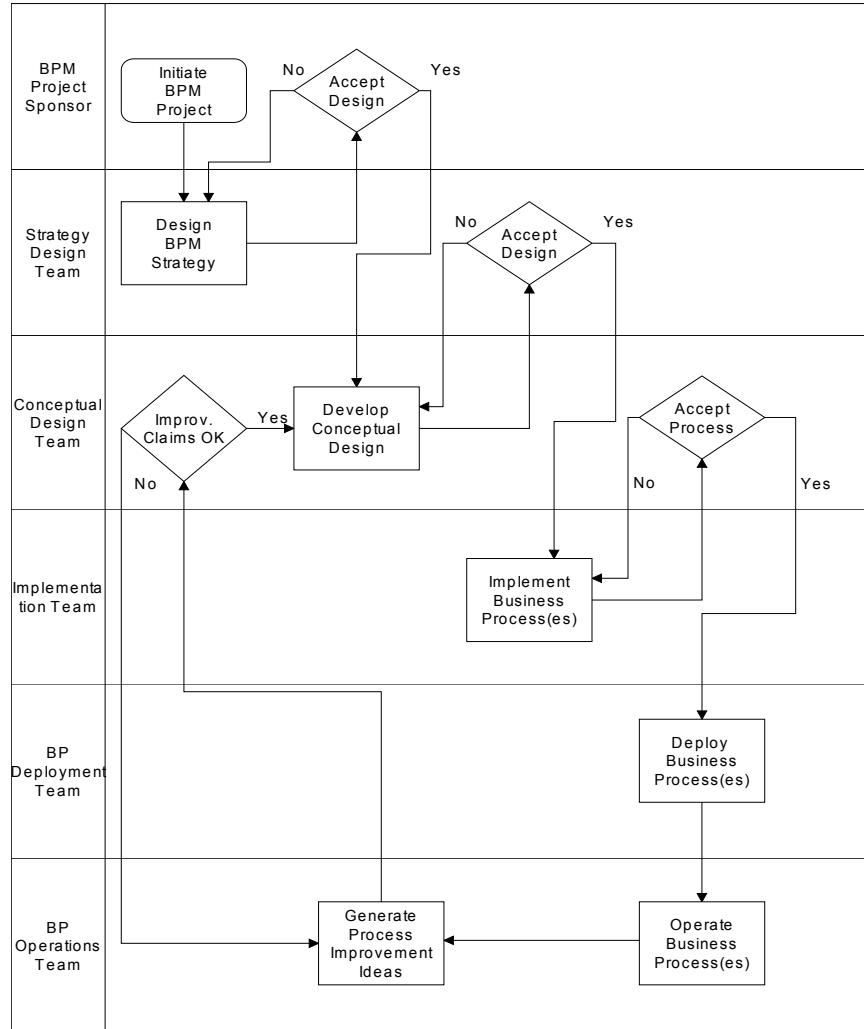 BPM
Project
Sponsor
Initiate
BPM
Project
No
Accept
Design
Yes
Strategy
Design
Team
Design
BPM
Strategy
No
Accept
Design
Yes
Conceptual
Design
Team
Improv.
Claims OK
Yes
No
Develop
Conceptual
Design
Accept
Process
No
Yes
Implementa
tion Team
Implement
Business
Process(es)
BP
Deployment
Team
Deploy
Business
Process(es)
BP
Operations
Team
Generate
Process
Improvement
Ideas
Operate
Business
Process(es)